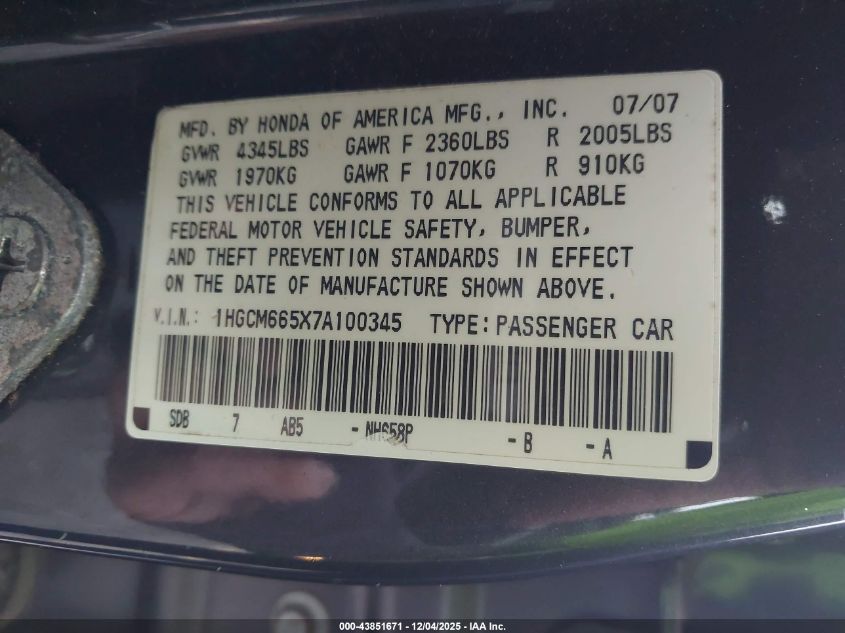 MFD. BY HONDA OF AMERICA MFG., INC. 07/07
GVWR 4345LBS GAWR F 2360LBS R 2005LBS
GVWR 1970KG GAWR F 1070KG R 910KG
THIS VEHICLE CONFORMS TO ALL APPLICABLE
FEDERAL MOTOR VEHICLE SAFETY, BUMPER,
AND THEFT PREVENTION STANDARDS IN EFFECT
ON THE DATE OF MANUFACTURE SHOWN ABOVE.
V.I.N.: 1HGCM665X7A100345 TYPE: PASSENGER CAR
SDB 7 AB5 - NH658P - B - A
000-43851671 - 12/04/2025 - IAA Inc.